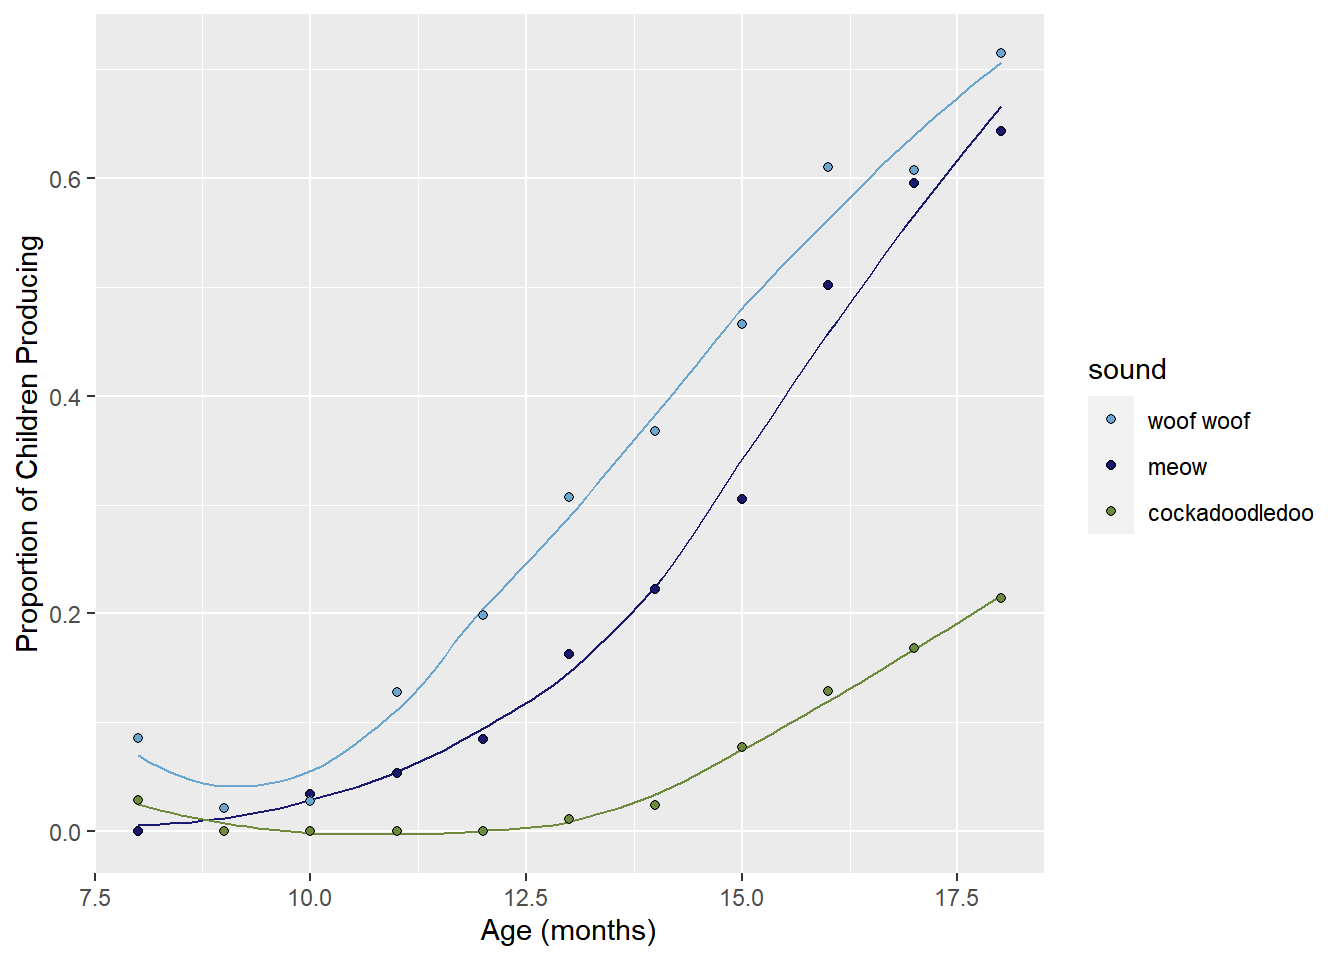 Proportion of Children Producing
0.6
0.4
0.2
0.0
7.5 10.0 12.5 15.0 17.5
Age (months)
sound
woof woof
meow
cockadoodledoo